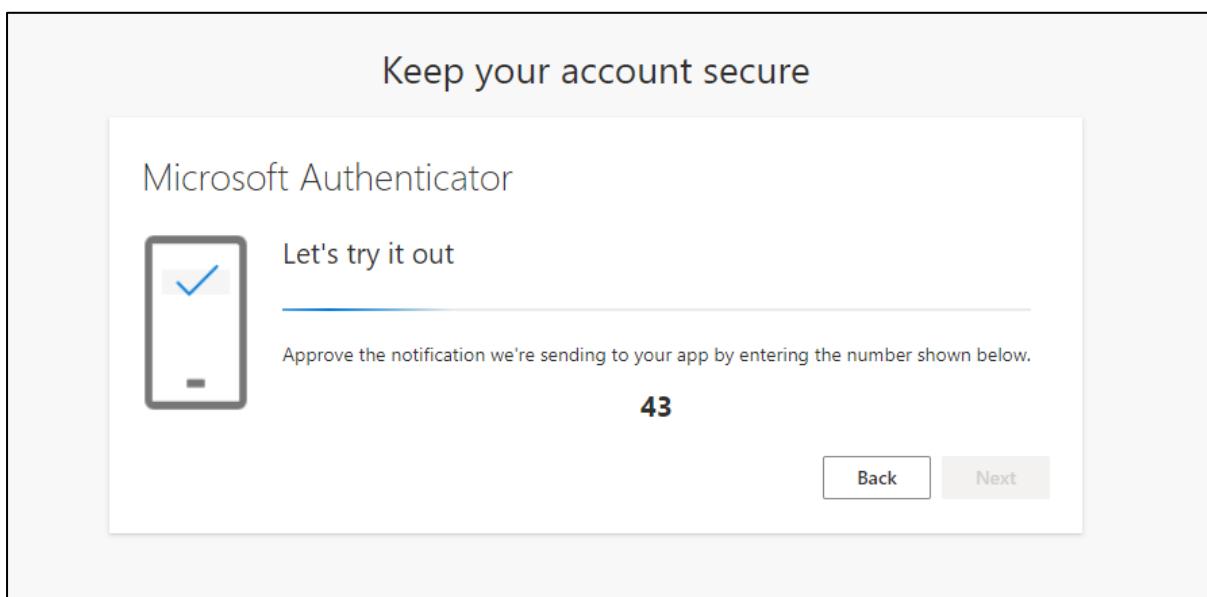 Keep your account secure
Microsoft Authenticator
Let's try it out
Approve the notification we're sending to your app by entering the number shown below.
43
Back
Next